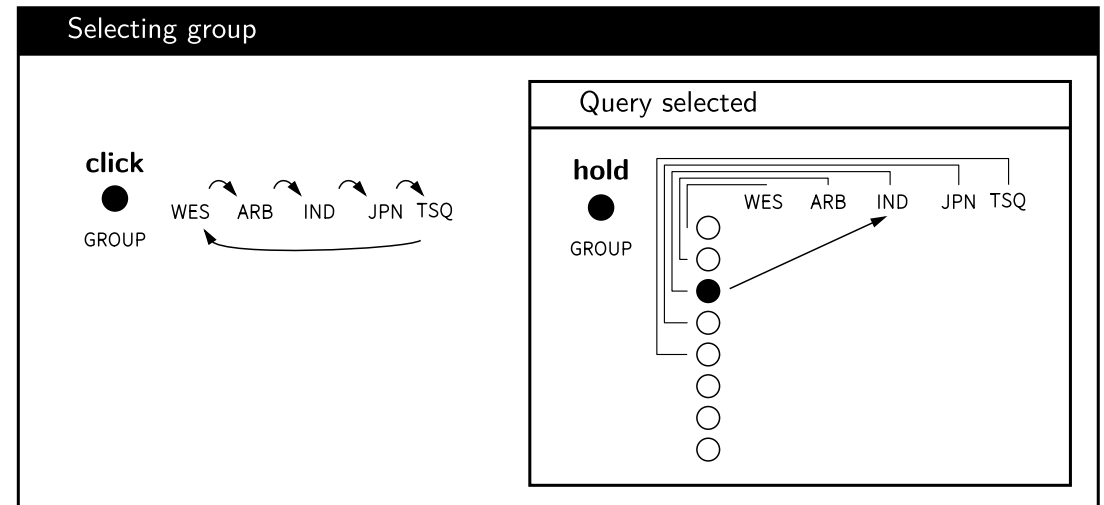 Selecting group
click
WES ARB IND JPN TSQ
GROUP
Query selected
hold
WES ARB IND JPN TSQ
GROUP